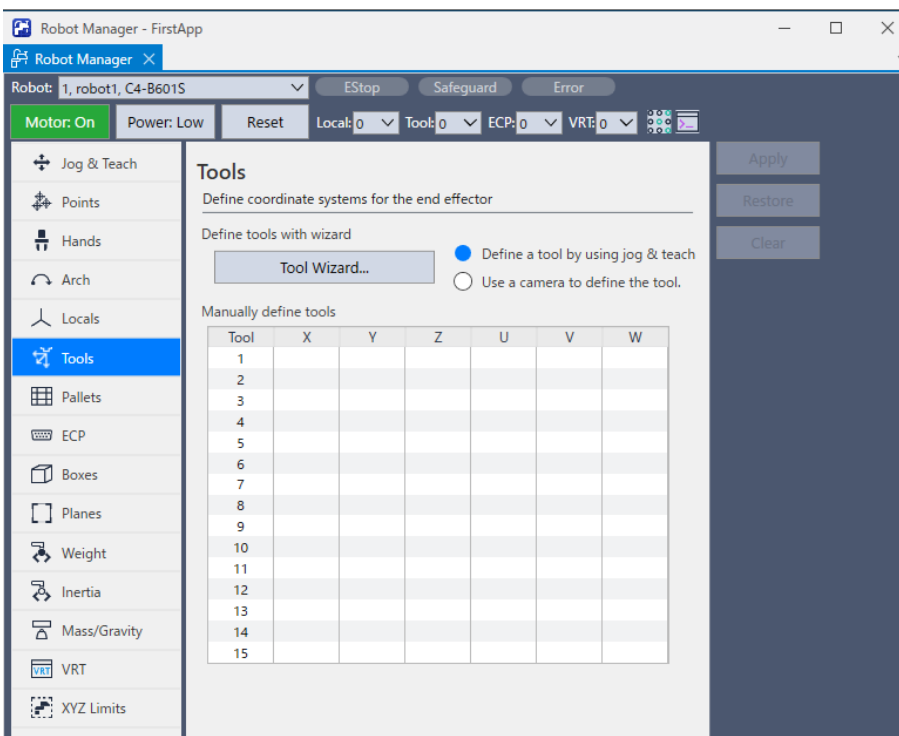 Robot Manager - FirstApp
Robot Manager
Robot: 1, robot1, C4-B601S EStop Safeguard Error
Motor: On Power: Low Reset Local: 0 Tool: 0 ECP: 0 VRT: 0
Jog & Teach
Points
Hands
Arch
Locals
Tools
Pallets
ECP
Boxes
Planes
Weight
Inertia
Mass/Gravity
VRT VRT
XYZ Limits
Tools
Define coordinate systems for the end effector
Define tools with wizard
Tool Wizard...
Define a tool by using jog & teach
Use a camera to define the tool.
Manually define tools
Tool X Y Z U V W
1
2
3
4
5
6
7
8
9
10
11
12
13
14
15
Apply
Restore
Clear